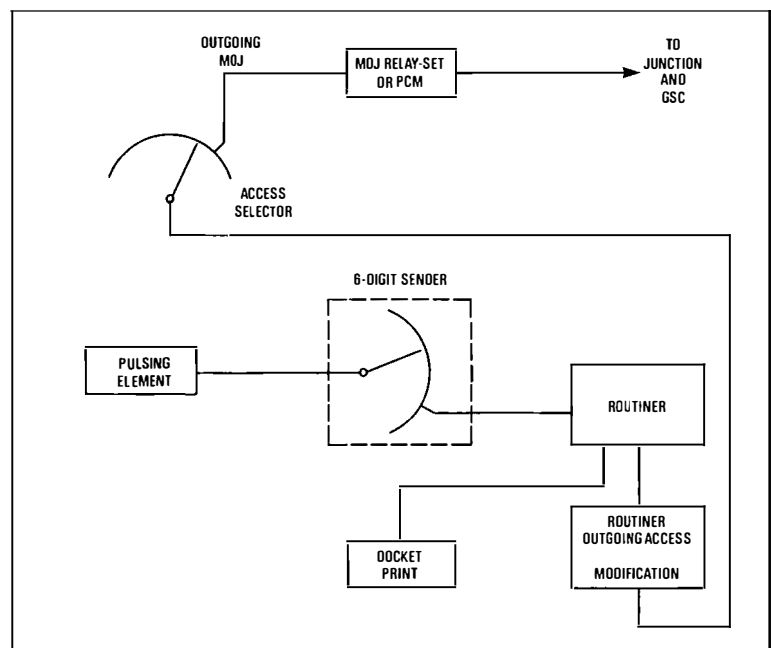 OUTGOING
MOJ
MOJ RELAY-SET
OR PCM
TO
JUNCTION
AND
GSC
ACCESS
SELECTOR
6-DIGIT SENDER
PULSING
ELEMENT
ROUTINER
DOCKET
PRINT
ROUTINER
OUTGOING ACCESS
MODIFICATION